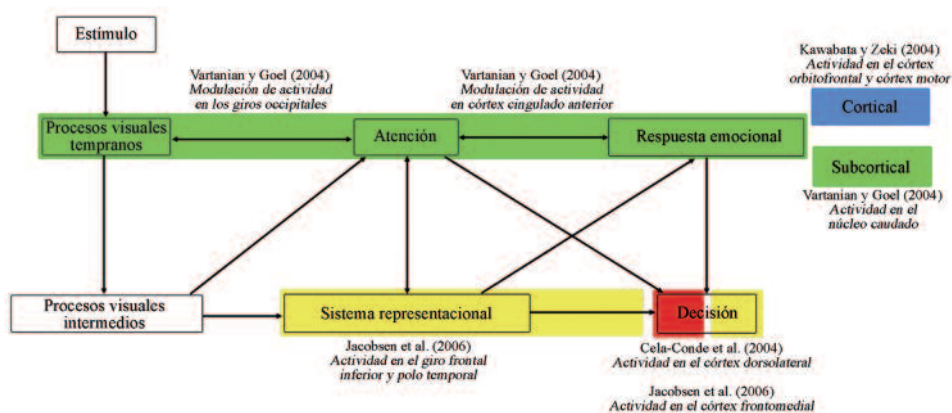 Estímulo
Vartanian y Goel (2004)
Modulación de actividad
en los giros occipitales
Vartanian y Goel (2004)
Modulación de actividad
en córtex cingulado anterior
Kawabata y Zeki (2004)
Actividad en el córtex
orbitofrontal y córtex motor
Cortical
Procesos visuales
tempranos
Atención
Respuesta emocional
Subcortical
Vartanian y Goel (2004)
Actividad en el
núcleo caudado
Procesos visuales
intermedios
Sistema representacional
Decisión
Jacobsen et al. (2006)
Actividad en el giro frontal
inferior y polo temporal
Cela-Conde et al. (2004)
Actividad en el córtex dorsolateral
Jacobsen et al. (2006)
Actividad en el córtex frontomedial